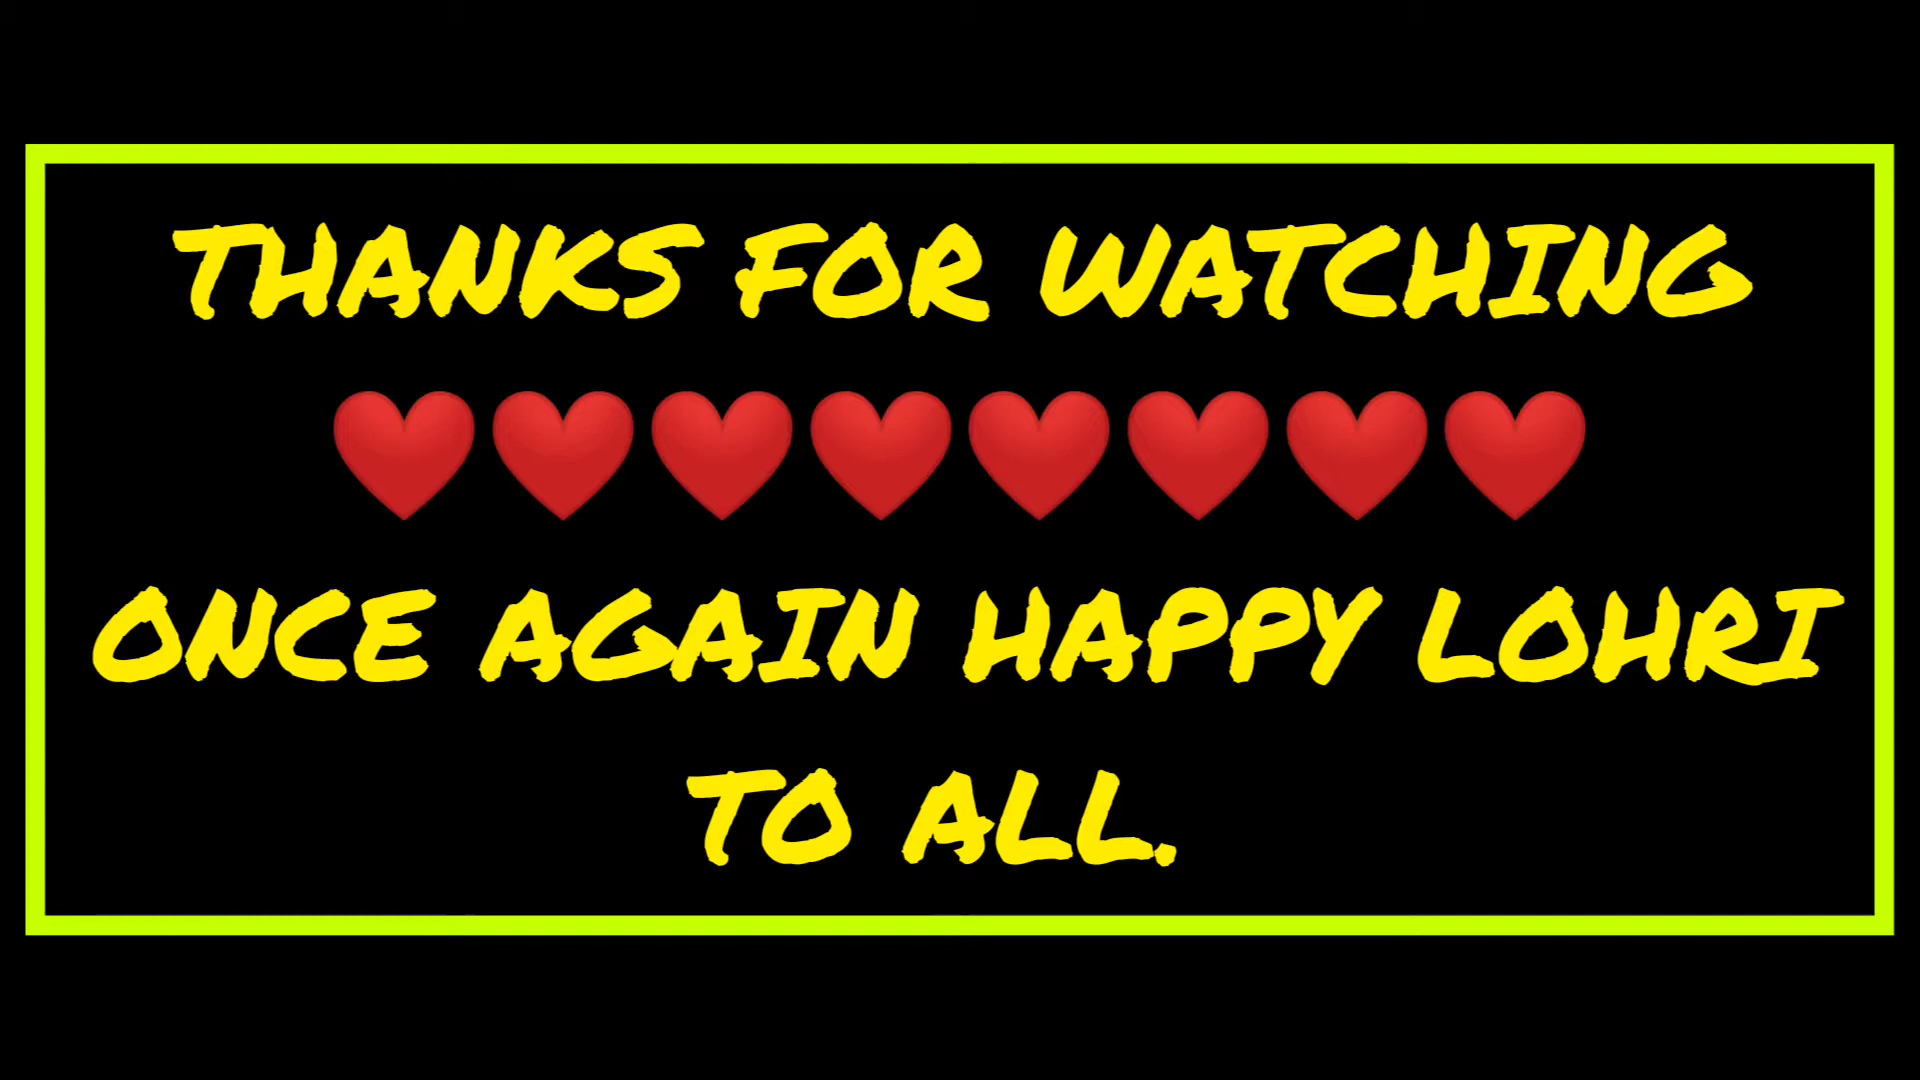 THANKS FOR WATCHING
❤️❤️❤️❤️❤️❤️❤️❤️
ONCE AGAIN HAPPY LOHRI
TO ALL.